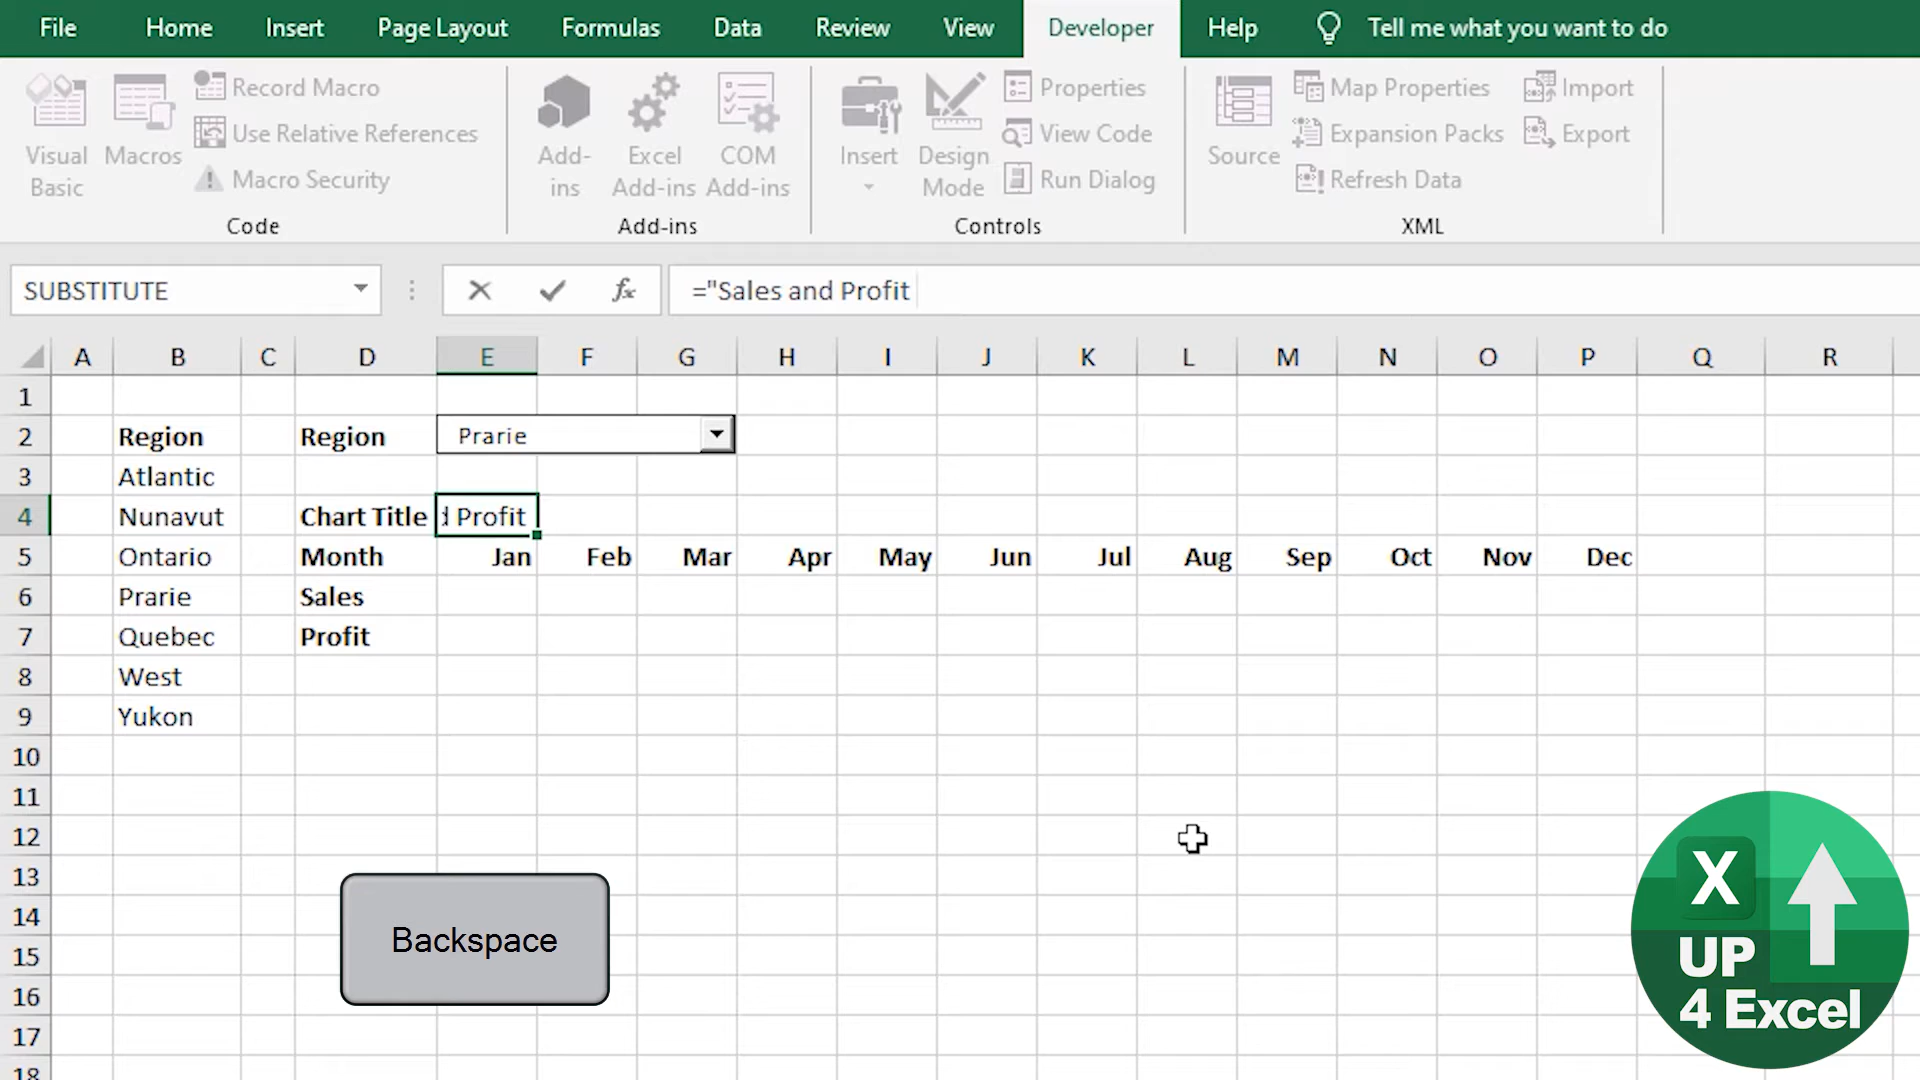 File Home Insert Page Layout Formulas Data Review View Developer Help Tell me what you want to do
Visual Basic
Macros
Record Macro
Use Relative References
Macro Security
Code
Add-ins
Excel Add-ins
COM Add-ins
Add-ins
Insert
Design Mode
Properties
View Code
Run Dialog
Controls
Source
Map Properties
Expansion Packs
Refresh Data
Import
Export
XML
SUBSTITUTE fx ="Sales and Profit
A B C D E F G H I J K L M N O P Q R
1
2 Region Region Prarie
3 Atlantic
4 Nunavut Chart Title d Profit
5 Ontario Month Jan Feb Mar Apr May Jun Jul Aug Sep Oct Nov Dec
6 Prarie Sales
7 Quebec Profit
8 West
9 Yukon
10
11
12
13
14
15
16
17
18
Backspace
X
UP
4 Excel